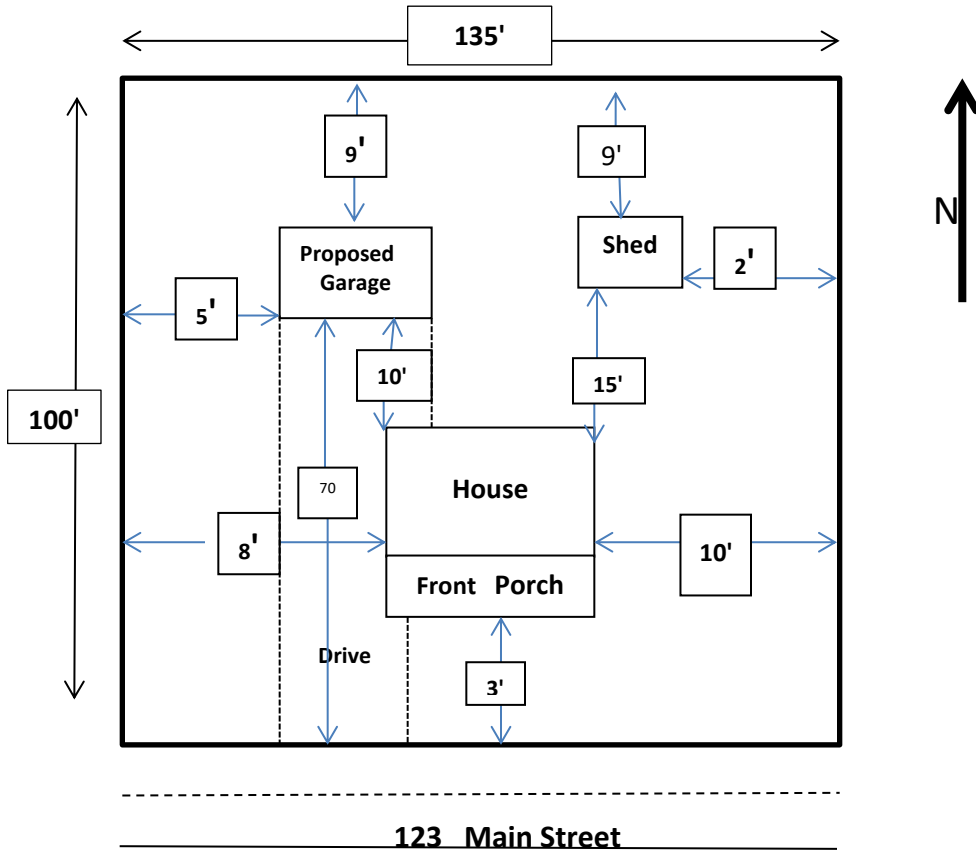 135'
9'
9'
N
Proposed
Garage
Shed
2'
5'
10'
15'
100'
House
70
8'
10'
Front Porch
Drive
3'
123 Main Street